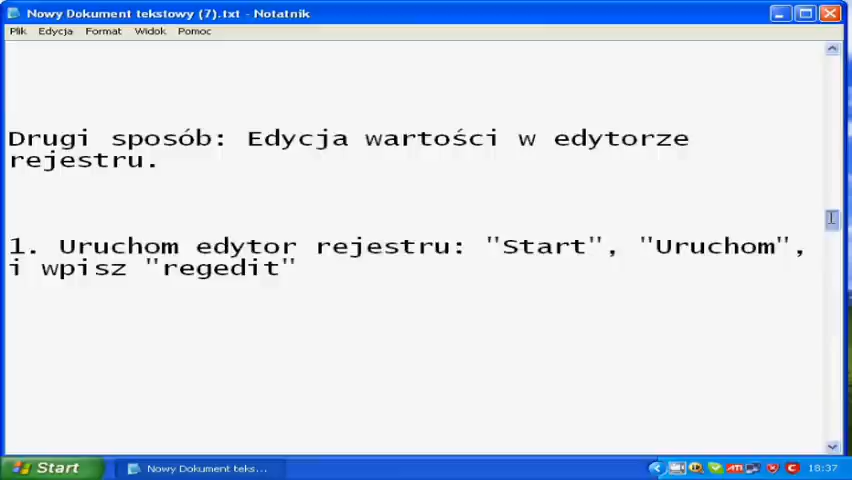 Nowy Dokument tekstowy (7).txt - Notatnik
Plik Edycja Format Widok Pomoc
Drugi sposób: Edycja wartości w edytorze
rejestru.
1. Uruchom edytor rejestru: "Start", "Uruchom",
i wpisz "regedit"
Start Nowy Dokument teks... ATI 18:37